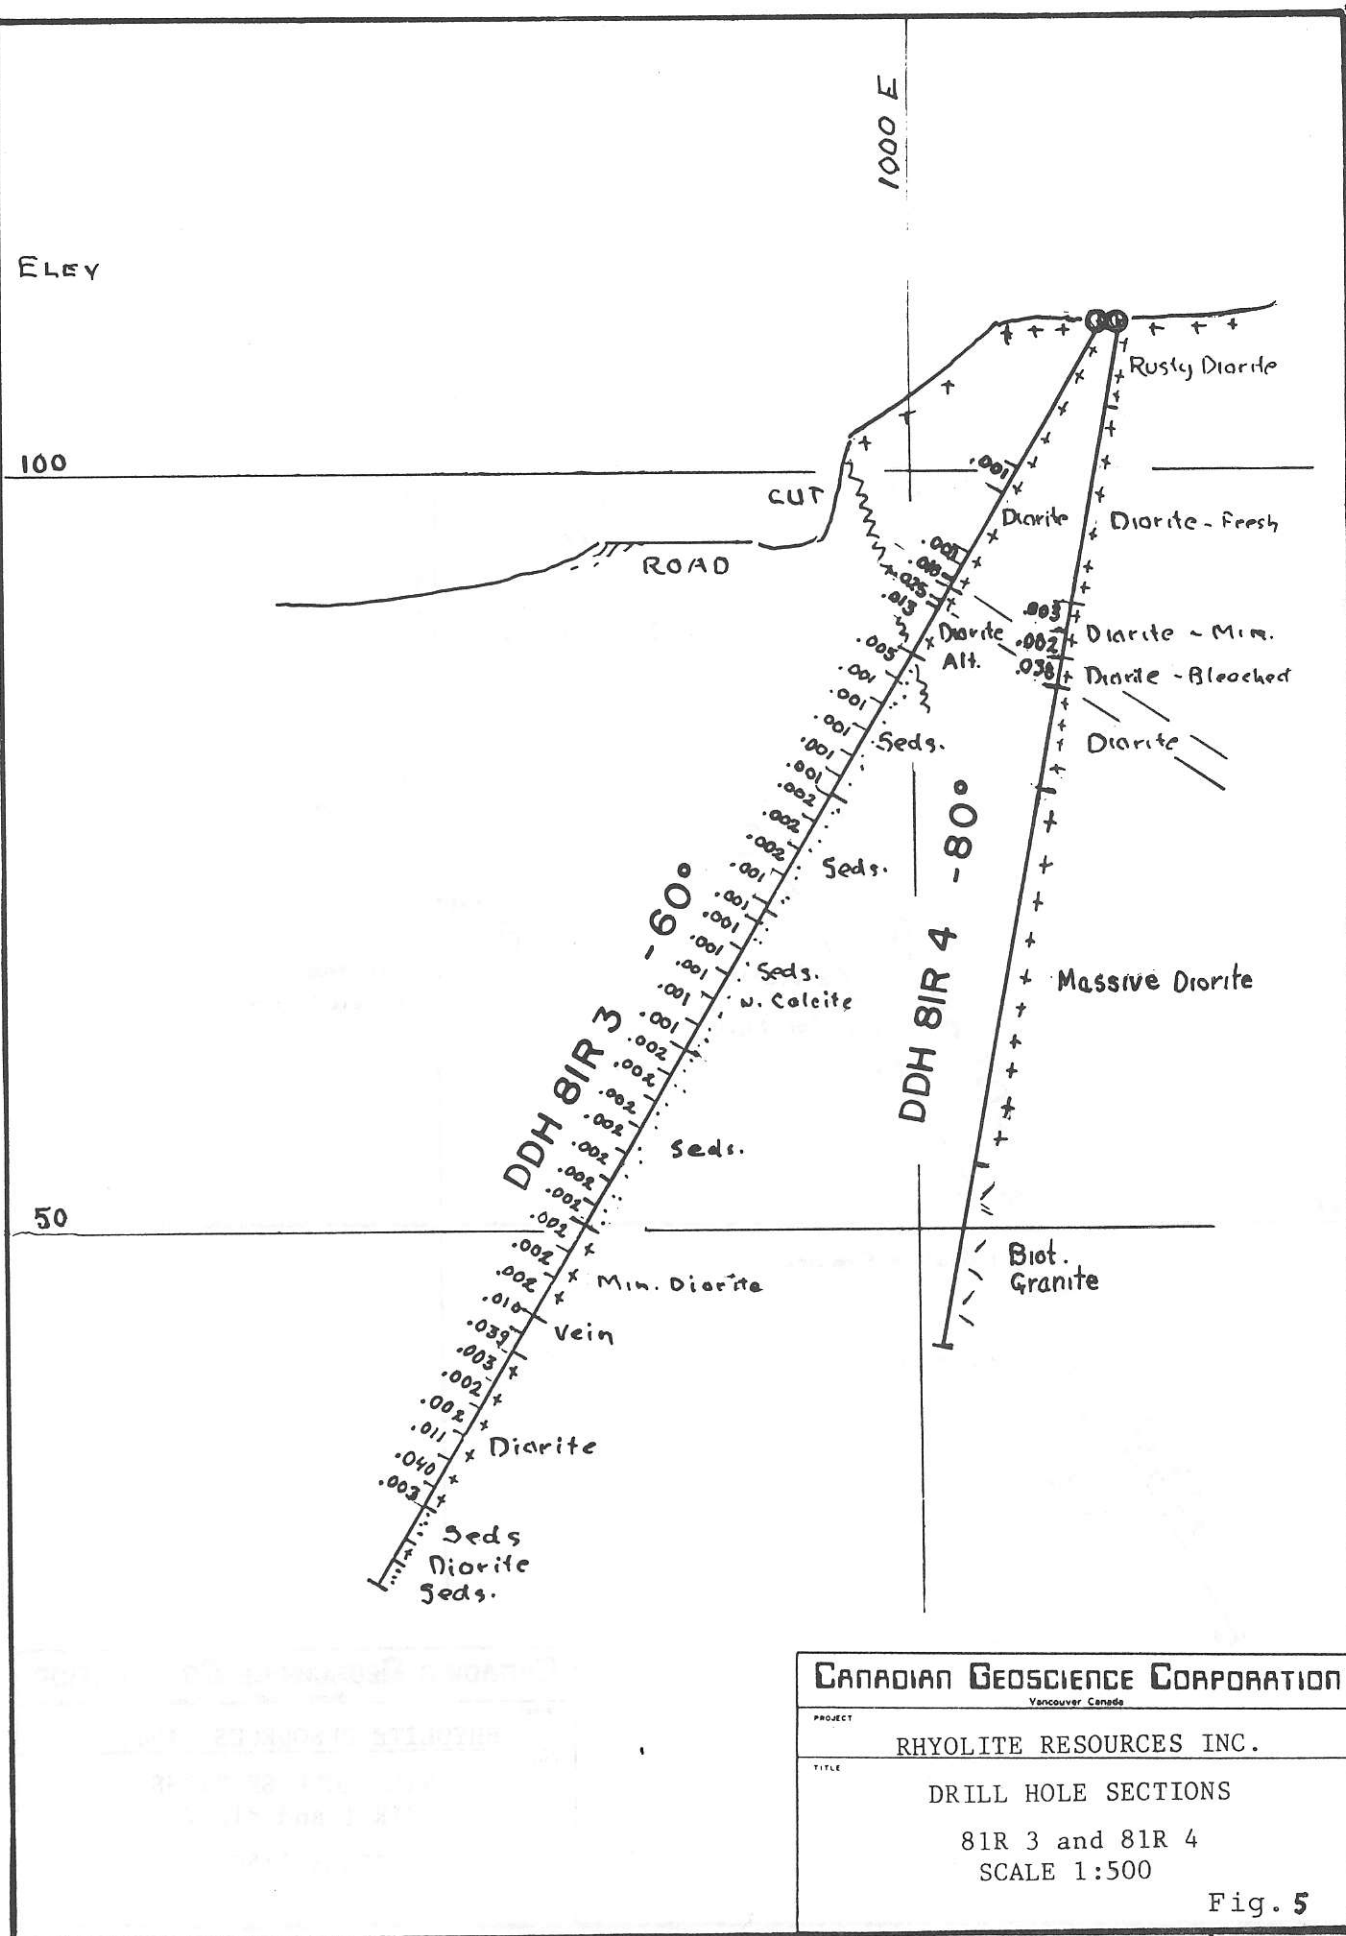 1000 E
ELEV
100
CUT
ROAD
Rusty Diorite
.001
Diorite
Diorite - Fresh
.025
.013
Diorite
Alt.
.003
.002
Diorite - Min.
Diorite - Bleached
Diorite
.005
.001
.001
.001
.001
.001
.002
.002
.002
.001
.001
.001
.001
.001
.001
.001
.002
.002
.002
.002
.002
.002
.002
.002
.002
.002
.010
.039
.003
.002
.002
.011
.040
.003
Seds.
Seds.
Seds.
w. Calcite
Seds.
Min. Diorite
Vein
Diorite
Seds
Diorite
Seds.
DDH 81R 3 -60°
DDH 81R 4 -80°
Massive Diorite
50
Biot.
Granite
CANADIAN GEOSCIENCE CORPORATION
Vancouver Canada
PROJECT
RHYOLITE RESOURCES INC.
TITLE
DRILL HOLE SECTIONS
81R 3 and 81R 4
SCALE 1:500
Fig. 5